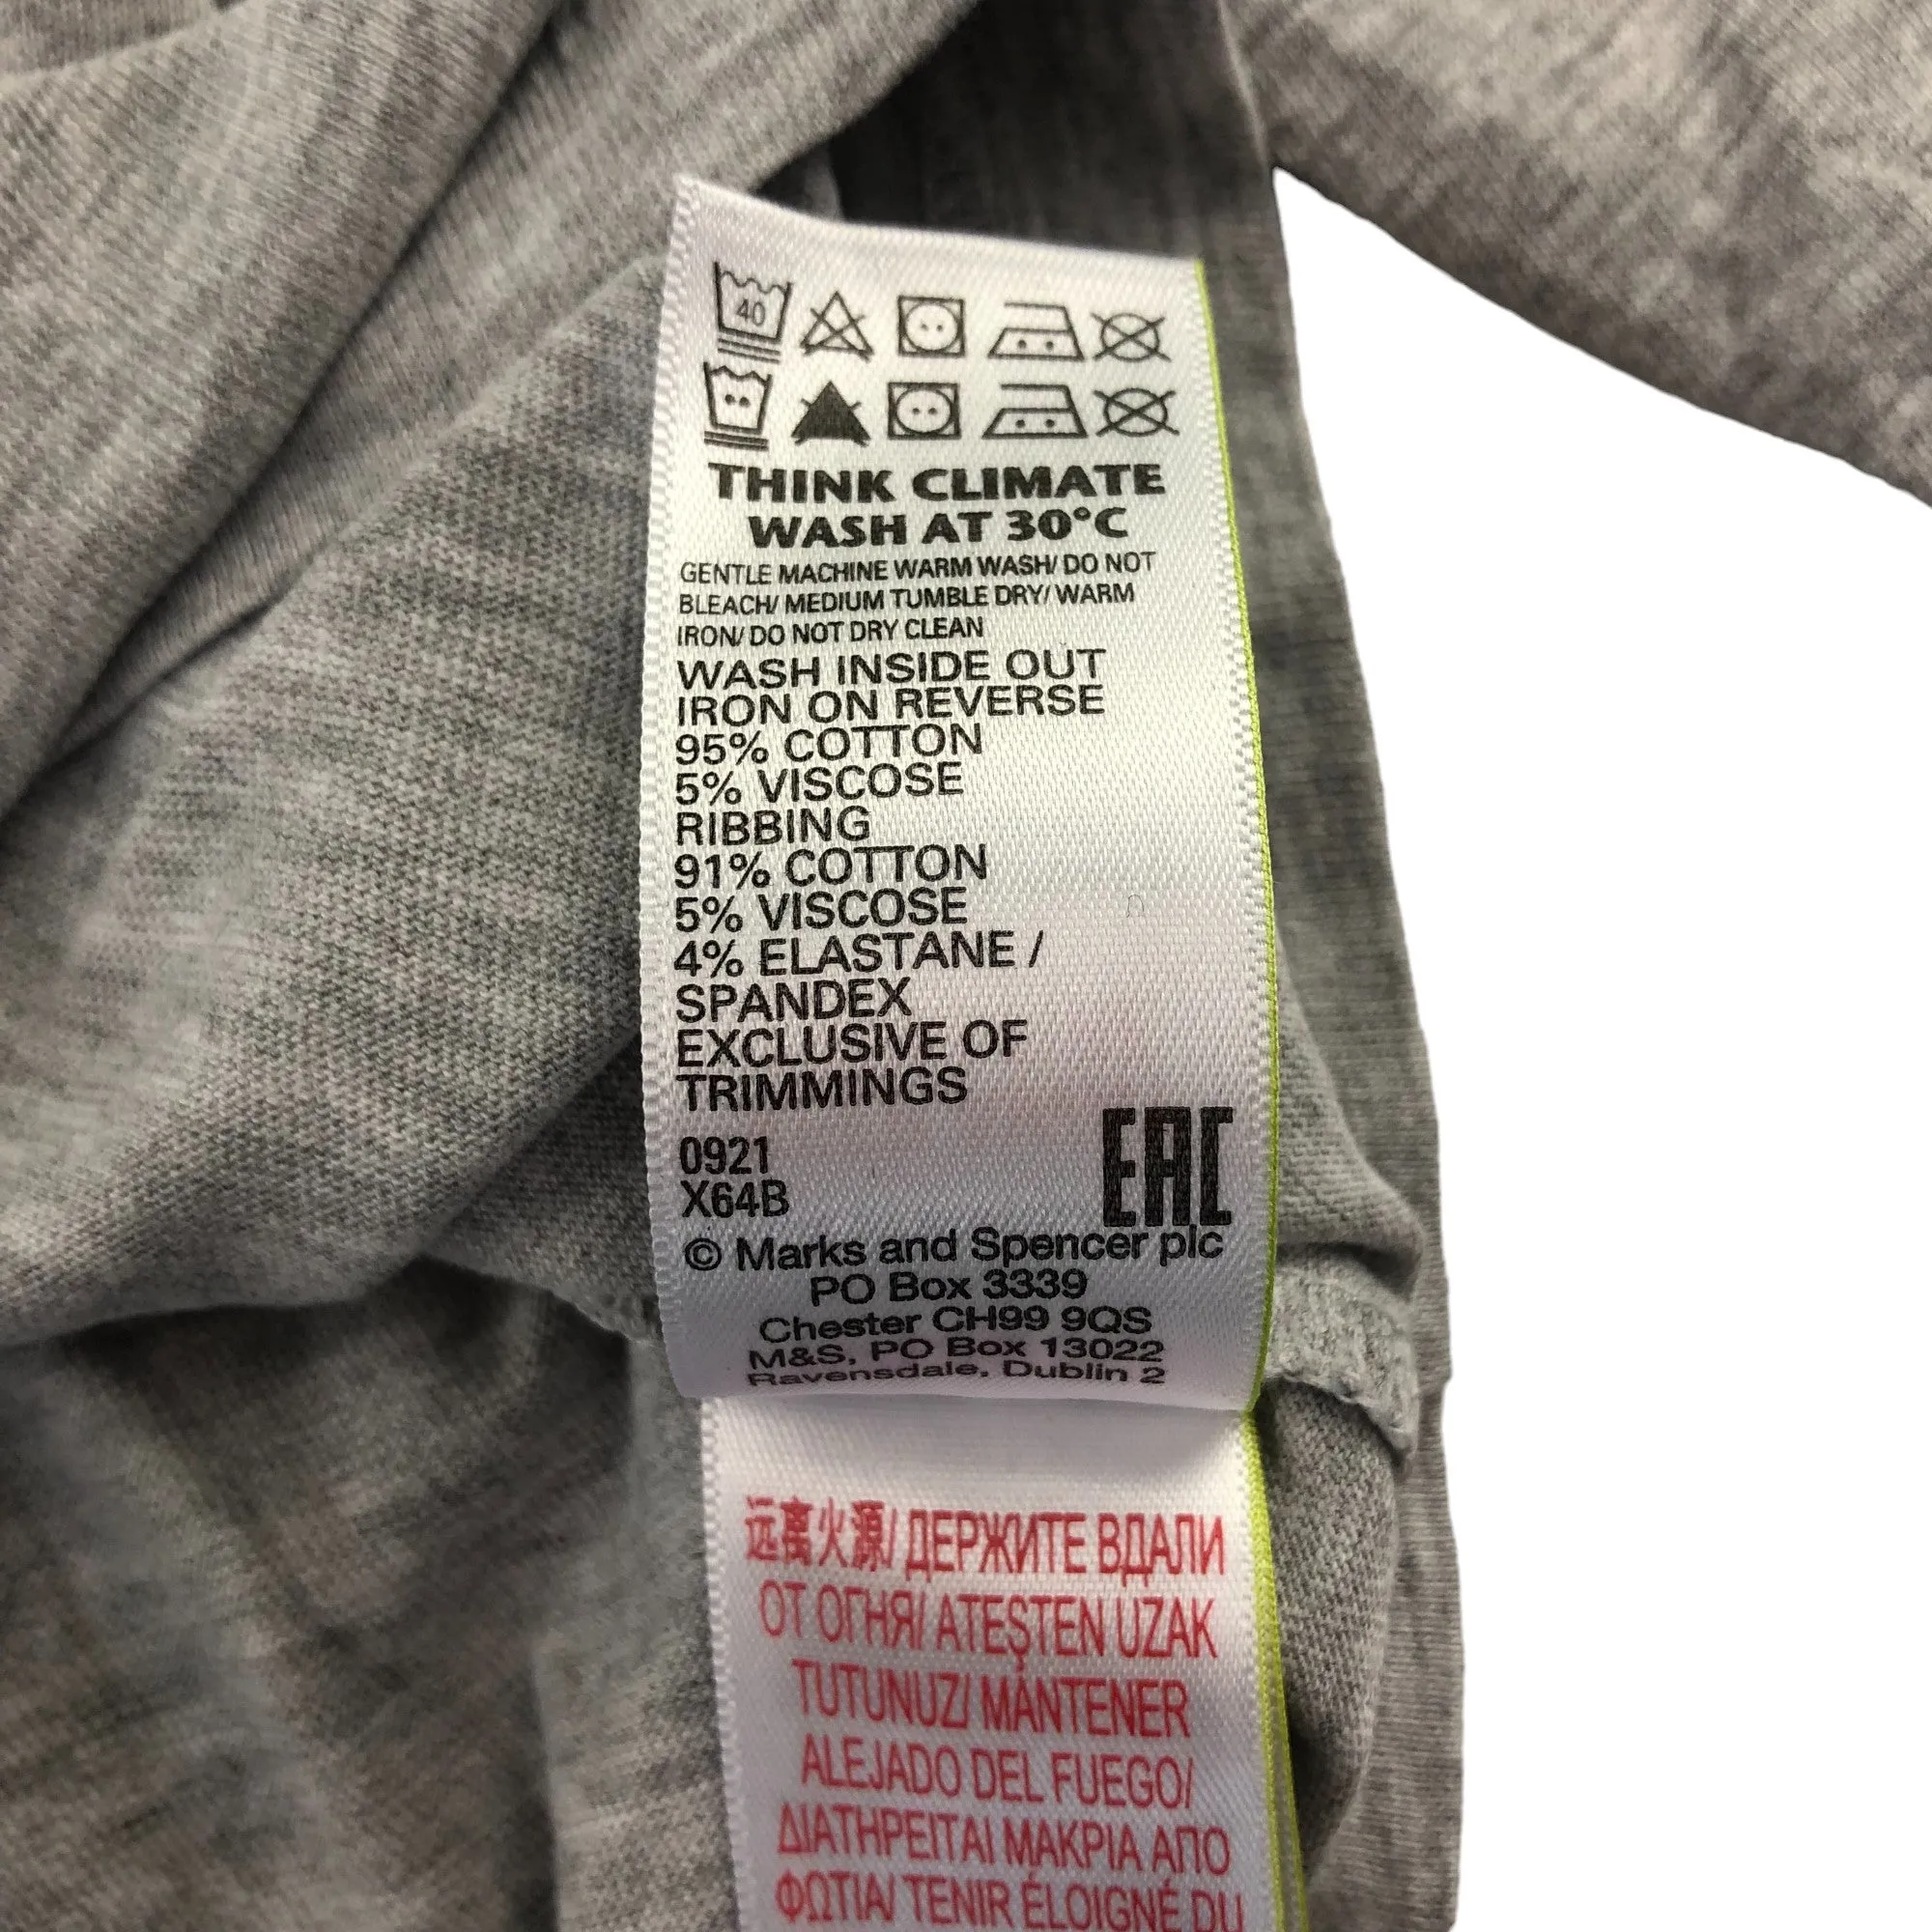 40
THINK CLIMATE
WASH AT 30°C
GENTLE MACHINE WARM WASH/ DO NOT
BLEACH/ MEDIUM TUMBLE DRY/ WARM
IRON/ DO NOT DRY CLEAN
WASH INSIDE OUT
IRON ON REVERSE
95% COTTON
5% VISCOSE
RIBBING
91% COTTON
5% VISCOSE
4% ELASTANE /
SPANDEX
EXCLUSIVE OF
TRIMMINGS
0921
X64B
EAC
© Marks and Spencer plc
PO Box 3339
Chester CH99 9QS
M&S, PO Box 13022
Ravensdale, Dublin 2
远离火源/ ДЕРЖИТЕ ВДАЛИ
ОТ ОГНЯ/ ATEŞTEN UZAK
TUTUNUZ/ MANTENER
ALEJADO DEL FUEGO/
ΔΙΑΤΗΡΕΙΤΑΙ ΜΑΚΡΙΑ ΑΠΟ
ΦΩΤΙΑ/ TENIR ÉLOIGNÉ DU